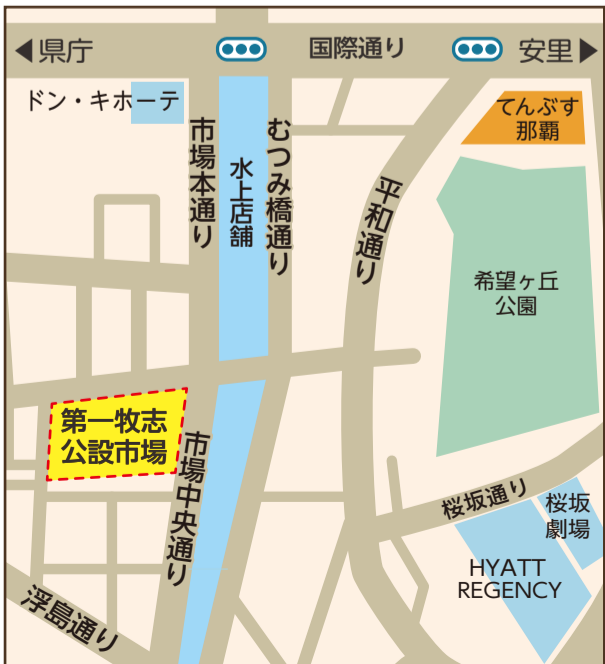 ◀県庁
国際通り
安里▶
ドン・キホーテ
てんぶす
那覇
市場本通り
水上店舗
むつみ橋通り
平和通り
希望ヶ丘
公園
第一牧志
公設市場
市場中央通り
桜坂通り
桜坂
劇場
HYATT
REGENCY
浮島通り